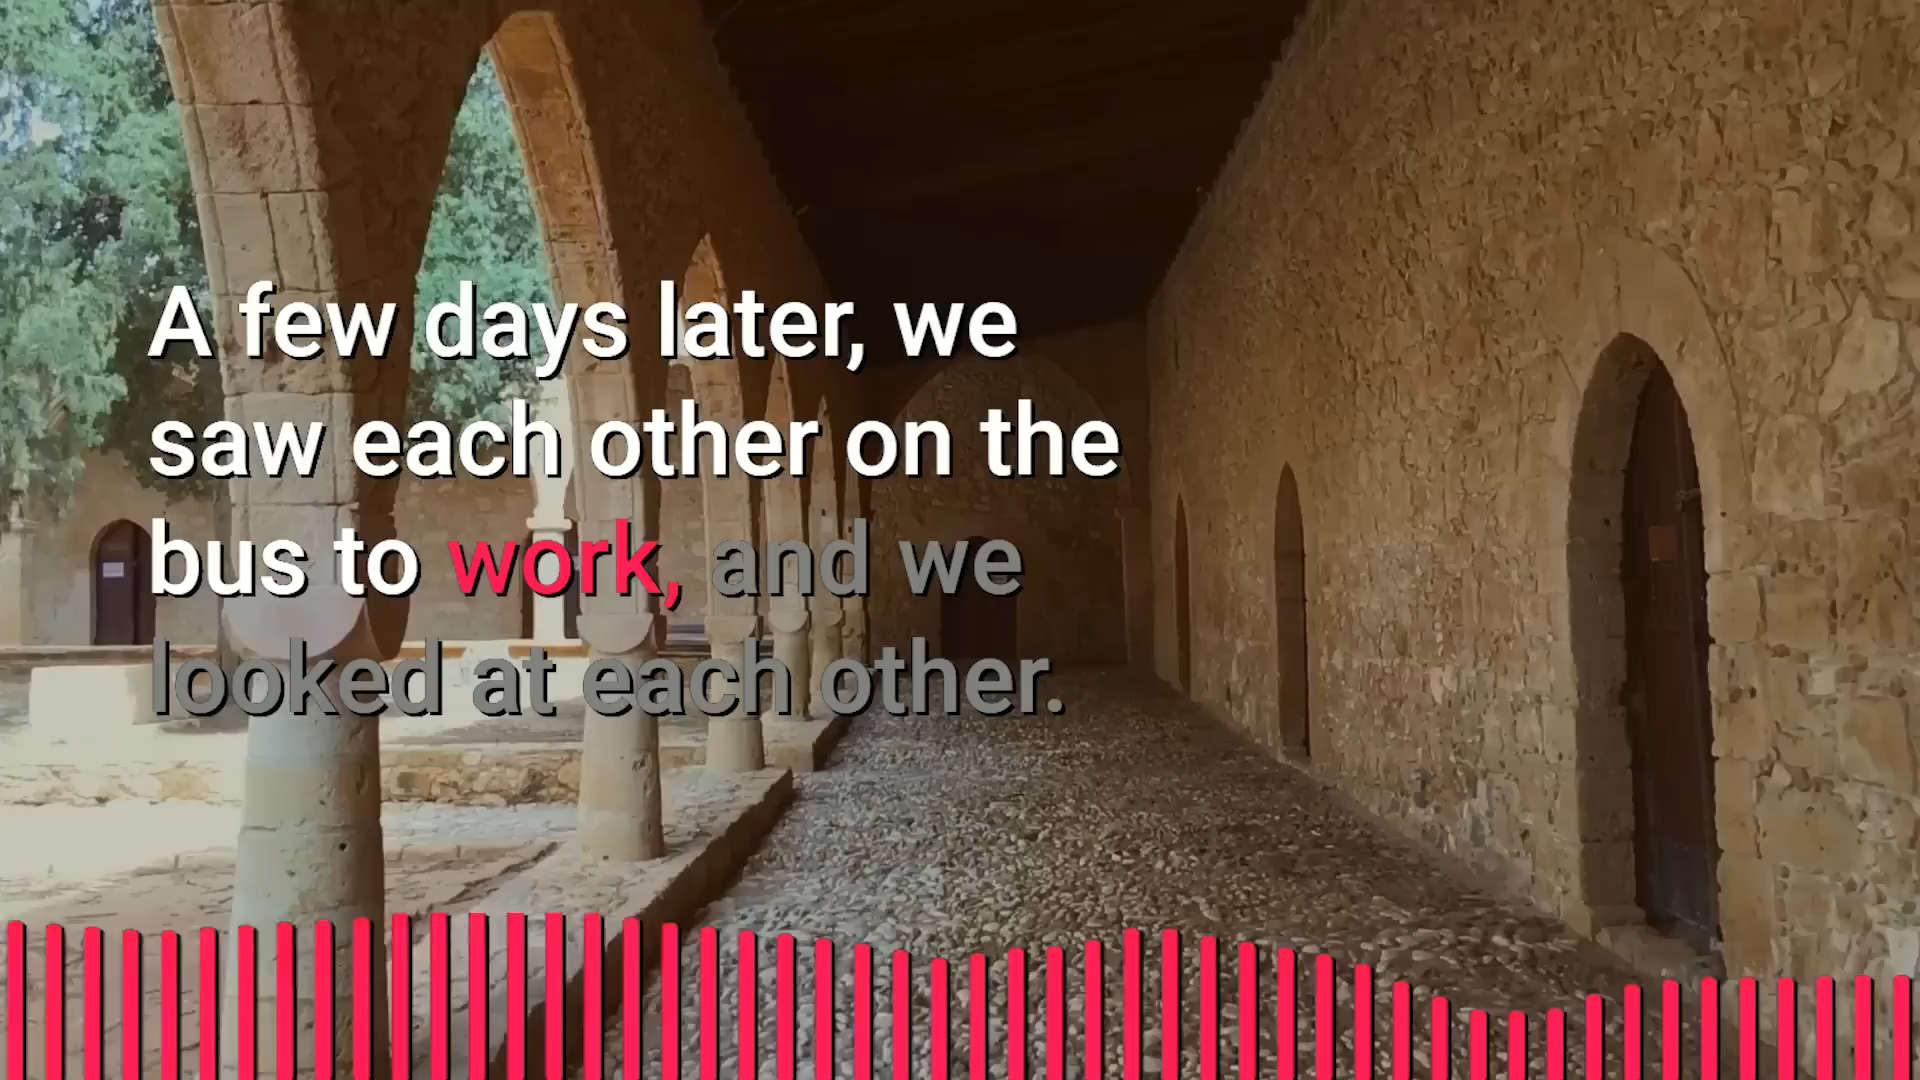 A few days later, we
saw each other on the
bus to work, and we
looked at each other.